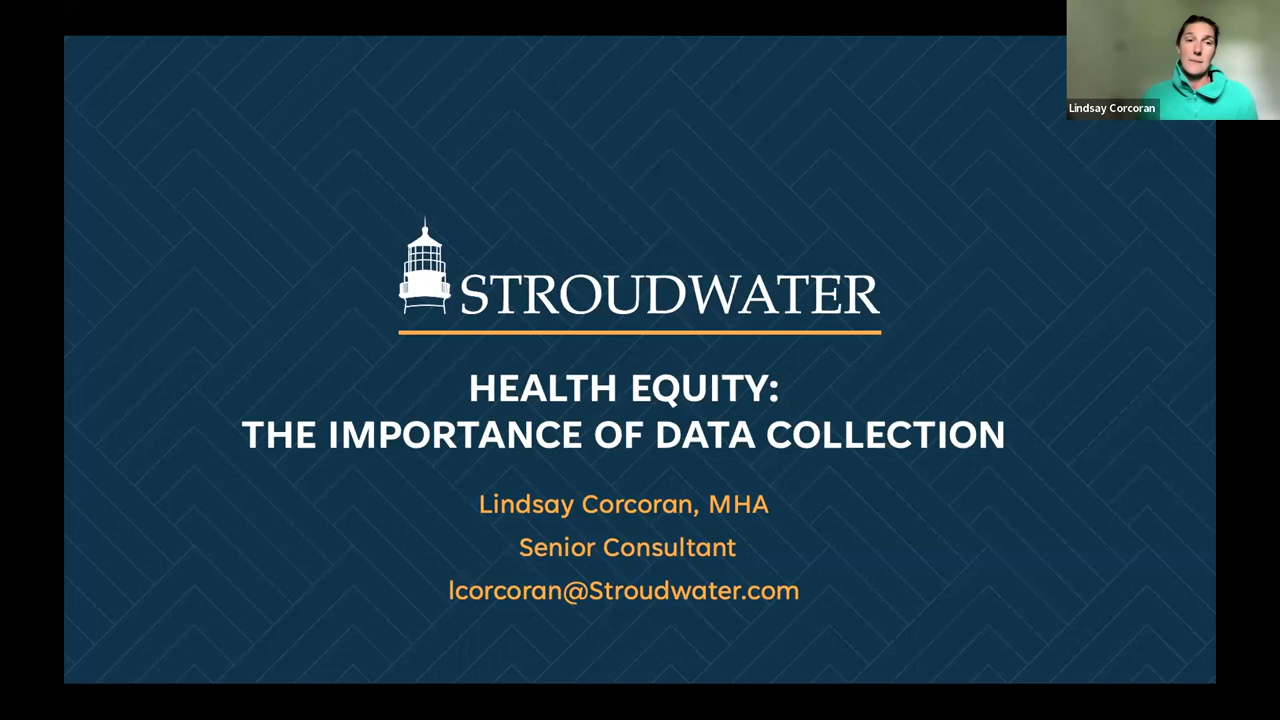 Lindsay Corcoran
STROUDWATER
HEALTH EQUITY:
THE IMPORTANCE OF DATA COLLECTION
Lindsay Corcoran, MHA
Senior Consultant
lcorcoran@Stroudwater.com